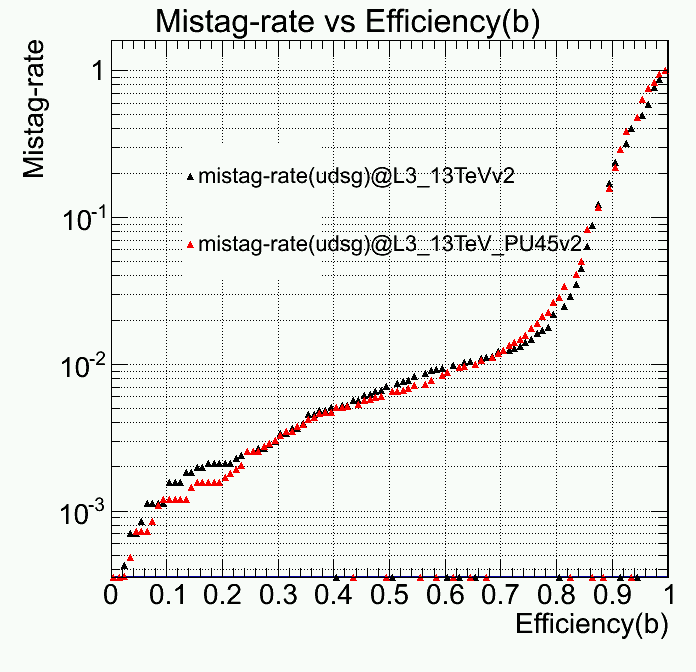 Mistag-rate vs Efficiency(b)
Mistag-rate
1
mistag-rate(udsg)@L3_13TeVv2
10-1
mistag-rate(udsg)@L3_13TeV_PU45v2
10-2
10-3
0 0.1 0.2 0.3 0.4 0.5 0.6 0.7 0.8 0.9 1
Efficiency(b)